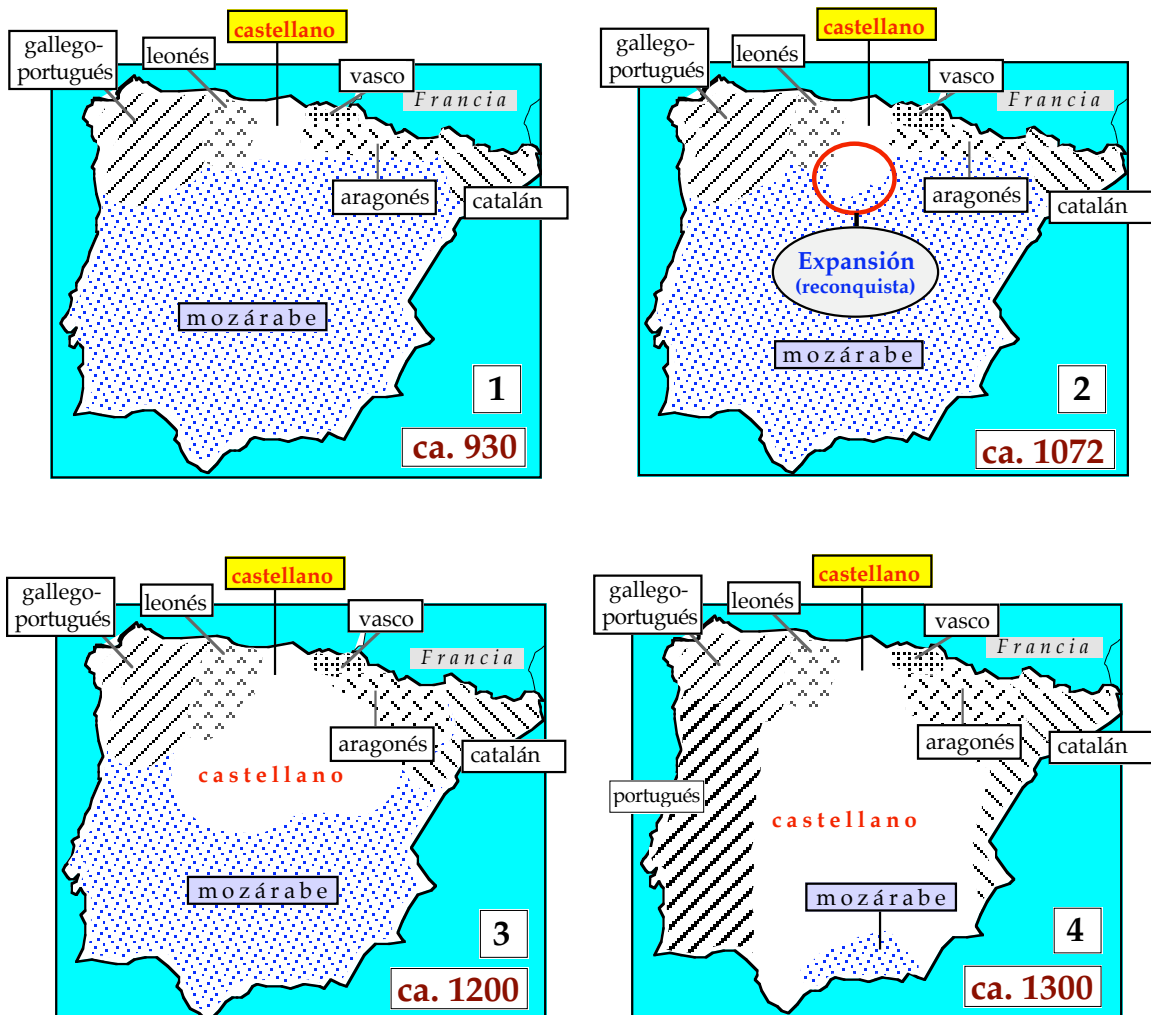 castellano
gallego-
portugués
leonés
vasco
Francia
aragonés
catalán
mozárabe
1
ca. 930
castellano
gallego-
portugués
leonés
vasco
Francia
aragonés
catalán
Expansión
(reconquista)
mozárabe
2
ca. 1072
castellano
gallego-
portugués
leonés
vasco
Francia
aragonés
catalán
castellano
mozárabe
3
ca. 1200
castellano
gallego-
portugués
leonés
vasco
Francia
aragonés
catalán
portugués
castellano
mozárabe
4
ca. 1300